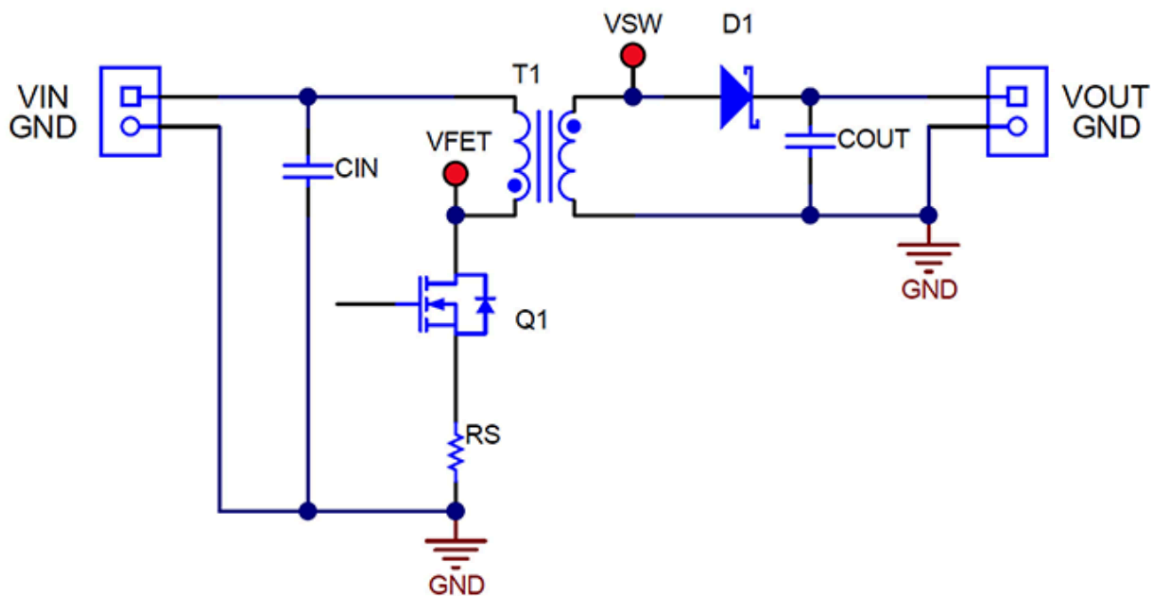 VSW
D1
T1
VIN
GND
VOUT
GND
VFET
CIN
COUT
Q1
GND
RS
GND